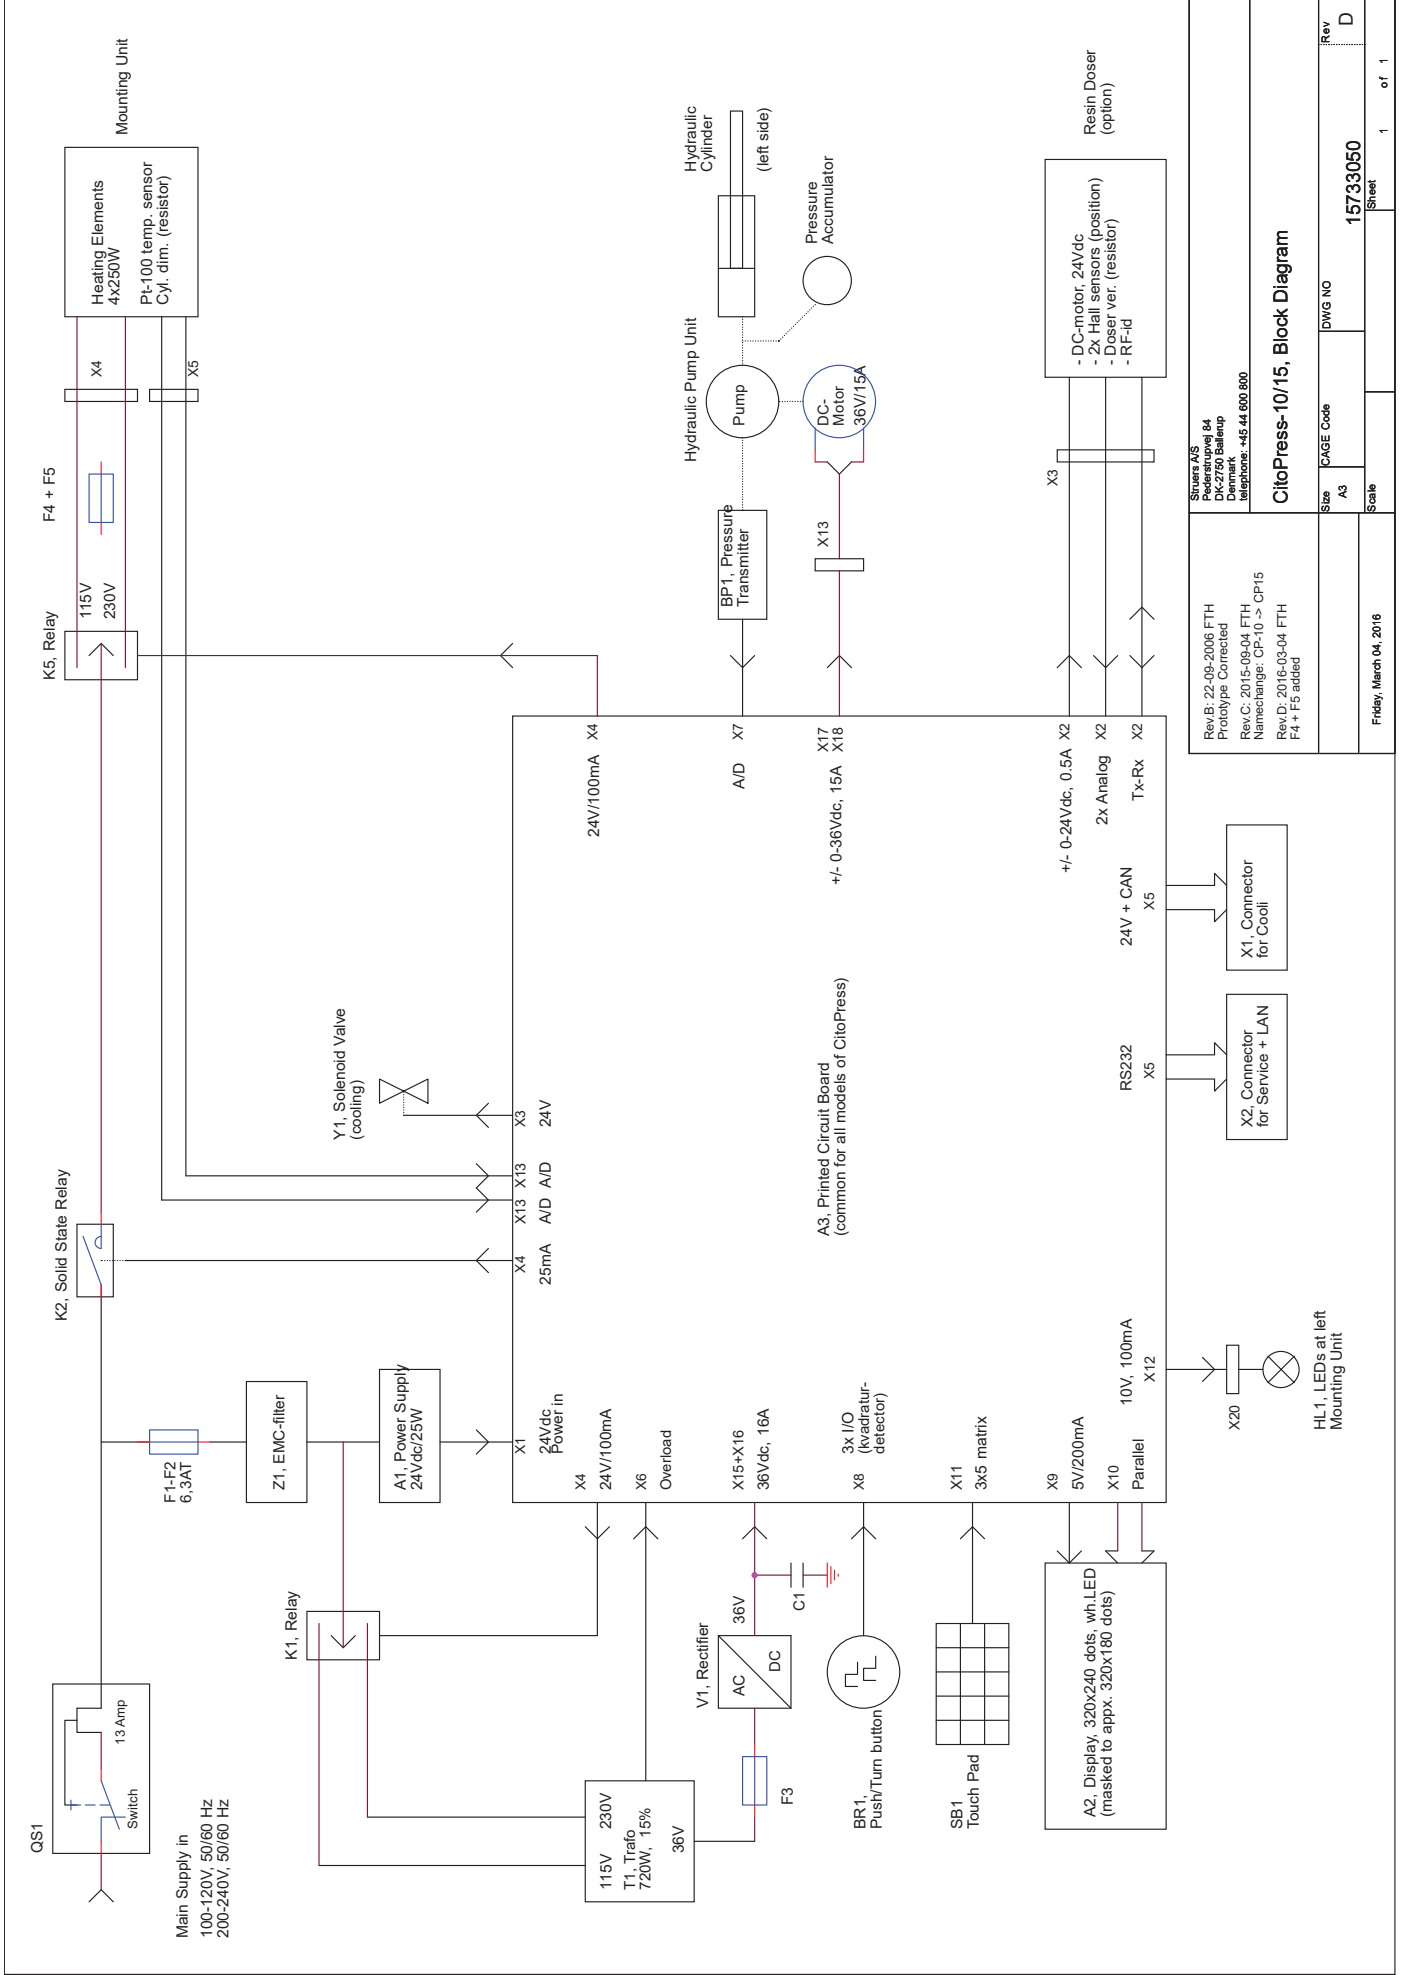 QS1
Switch
13 Amp
Main Supply in
100-120V, 50/60 Hz
200-240V, 50/60 Hz
F1-F2
6,3AT
K2, Solid State Relay
K5, Relay
115V
230V
F4 + F5
X4
X5
Heating Elements
4x250W
Pt-100 temp. sensor
Cyl. dim. (resistor)
Mounting Unit
Z1, EMC-filter
A1, Power Supply
24Vdc/25W
Y1, Solenoid Valve
(cooling)
K1, Relay
X1
24Vdc
Power in
X4
25mA
X13
A/D
X13
A/D
X3
24V
X4
24V/100mA
X6
Overload
X15+X16
36Vdc, 16A
X8
3x I/O
(kvadratur-
detector)
X11
3x5 matrix
X9
5V/200mA
X10
Parallel
X4
24V/100mA
X7
A/D
X17
X18
+/- 0-36Vdc, 15A
X2
+/- 0-24Vdc, 0.5A
X2
2x Analog
X2
Tx-Rx
10V, 100mA
X12
RS232
X5
24V + CAN
X5
A3, Printed Circuit Board
(common for all models of CitoPress)
115V
230V
T1, Trafo
720W, 15%
36V
F3
V1, Rectifier
AC
DC
36V
C1
BR1,
Push/Turn button
SB1
Touch Pad
A2, Display, 320x240 dots, wh.LED
(masked to appx. 320x180 dots)
X20
HL1, LEDs at left
Mounting Unit
X2, Connector
for Service + LAN
X1, Connector
for Cooli
BP1, Pressure
Transmitter
X13
Hydraulic Pump Unit
Pump
DC-
Motor
36V/15A
Hydraulic
Cylinder
(left side)
Pressure
Accumulator
X3
- DC-motor, 24Vdc
- 2x Hall sensors (position)
- Doser ver. (resistor)
- RF-id
Resin Doser
(option)
Rev.B: 22-09-2006 FTH
Prototype Corrected
Rev.C: 2015-09-04 FTH
Namechange: CP-10 -> CP15
Rev.D: 2016-03-04 FTH
F4 + F5 added
Friday, March 04, 2016
Struers A/S
Pederstrupvej 84
DK-2750 Ballerup
Denmark
telephone: +45 44 600 800
CitoPress-10/15, Block Diagram
Size
A3
CAGE Code
DWG NO
15733050
Rev
D
Scale
Sheet
1 of 1